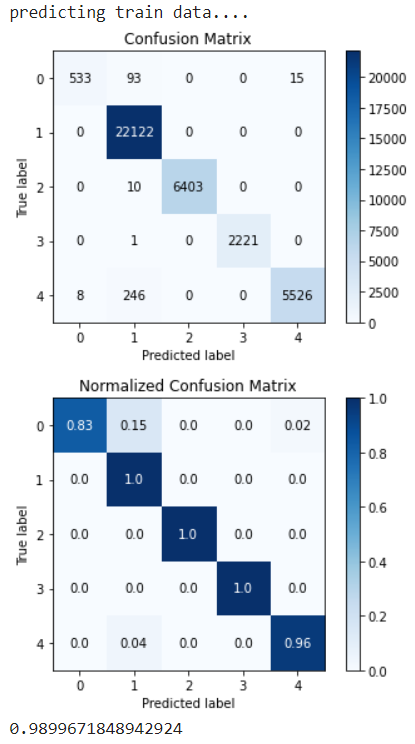 predicting train data....
Confusion Matrix
0 533 93 0 0 15
1 0 22122 0 0 0
2 0 10 6403 0 0
3 0 1 0 2221 0
4 8 246 0 0 5526
0 1 2 3 4
True label
Predicted label
20000
17500
15000
12500
10000
7500
5000
2500
0
Normalized Confusion Matrix
0 0.83 0.15 0.0 0.0 0.02
1 0.0 1.0 0.0 0.0 0.0
2 0.0 0.0 1.0 0.0 0.0
3 0.0 0.0 0.0 1.0 0.0
4 0.0 0.04 0.0 0.0 0.96
0 1 2 3 4
True label
Predicted label
1.0
0.8
0.6
0.4
0.2
0.0
0.9899671848942924